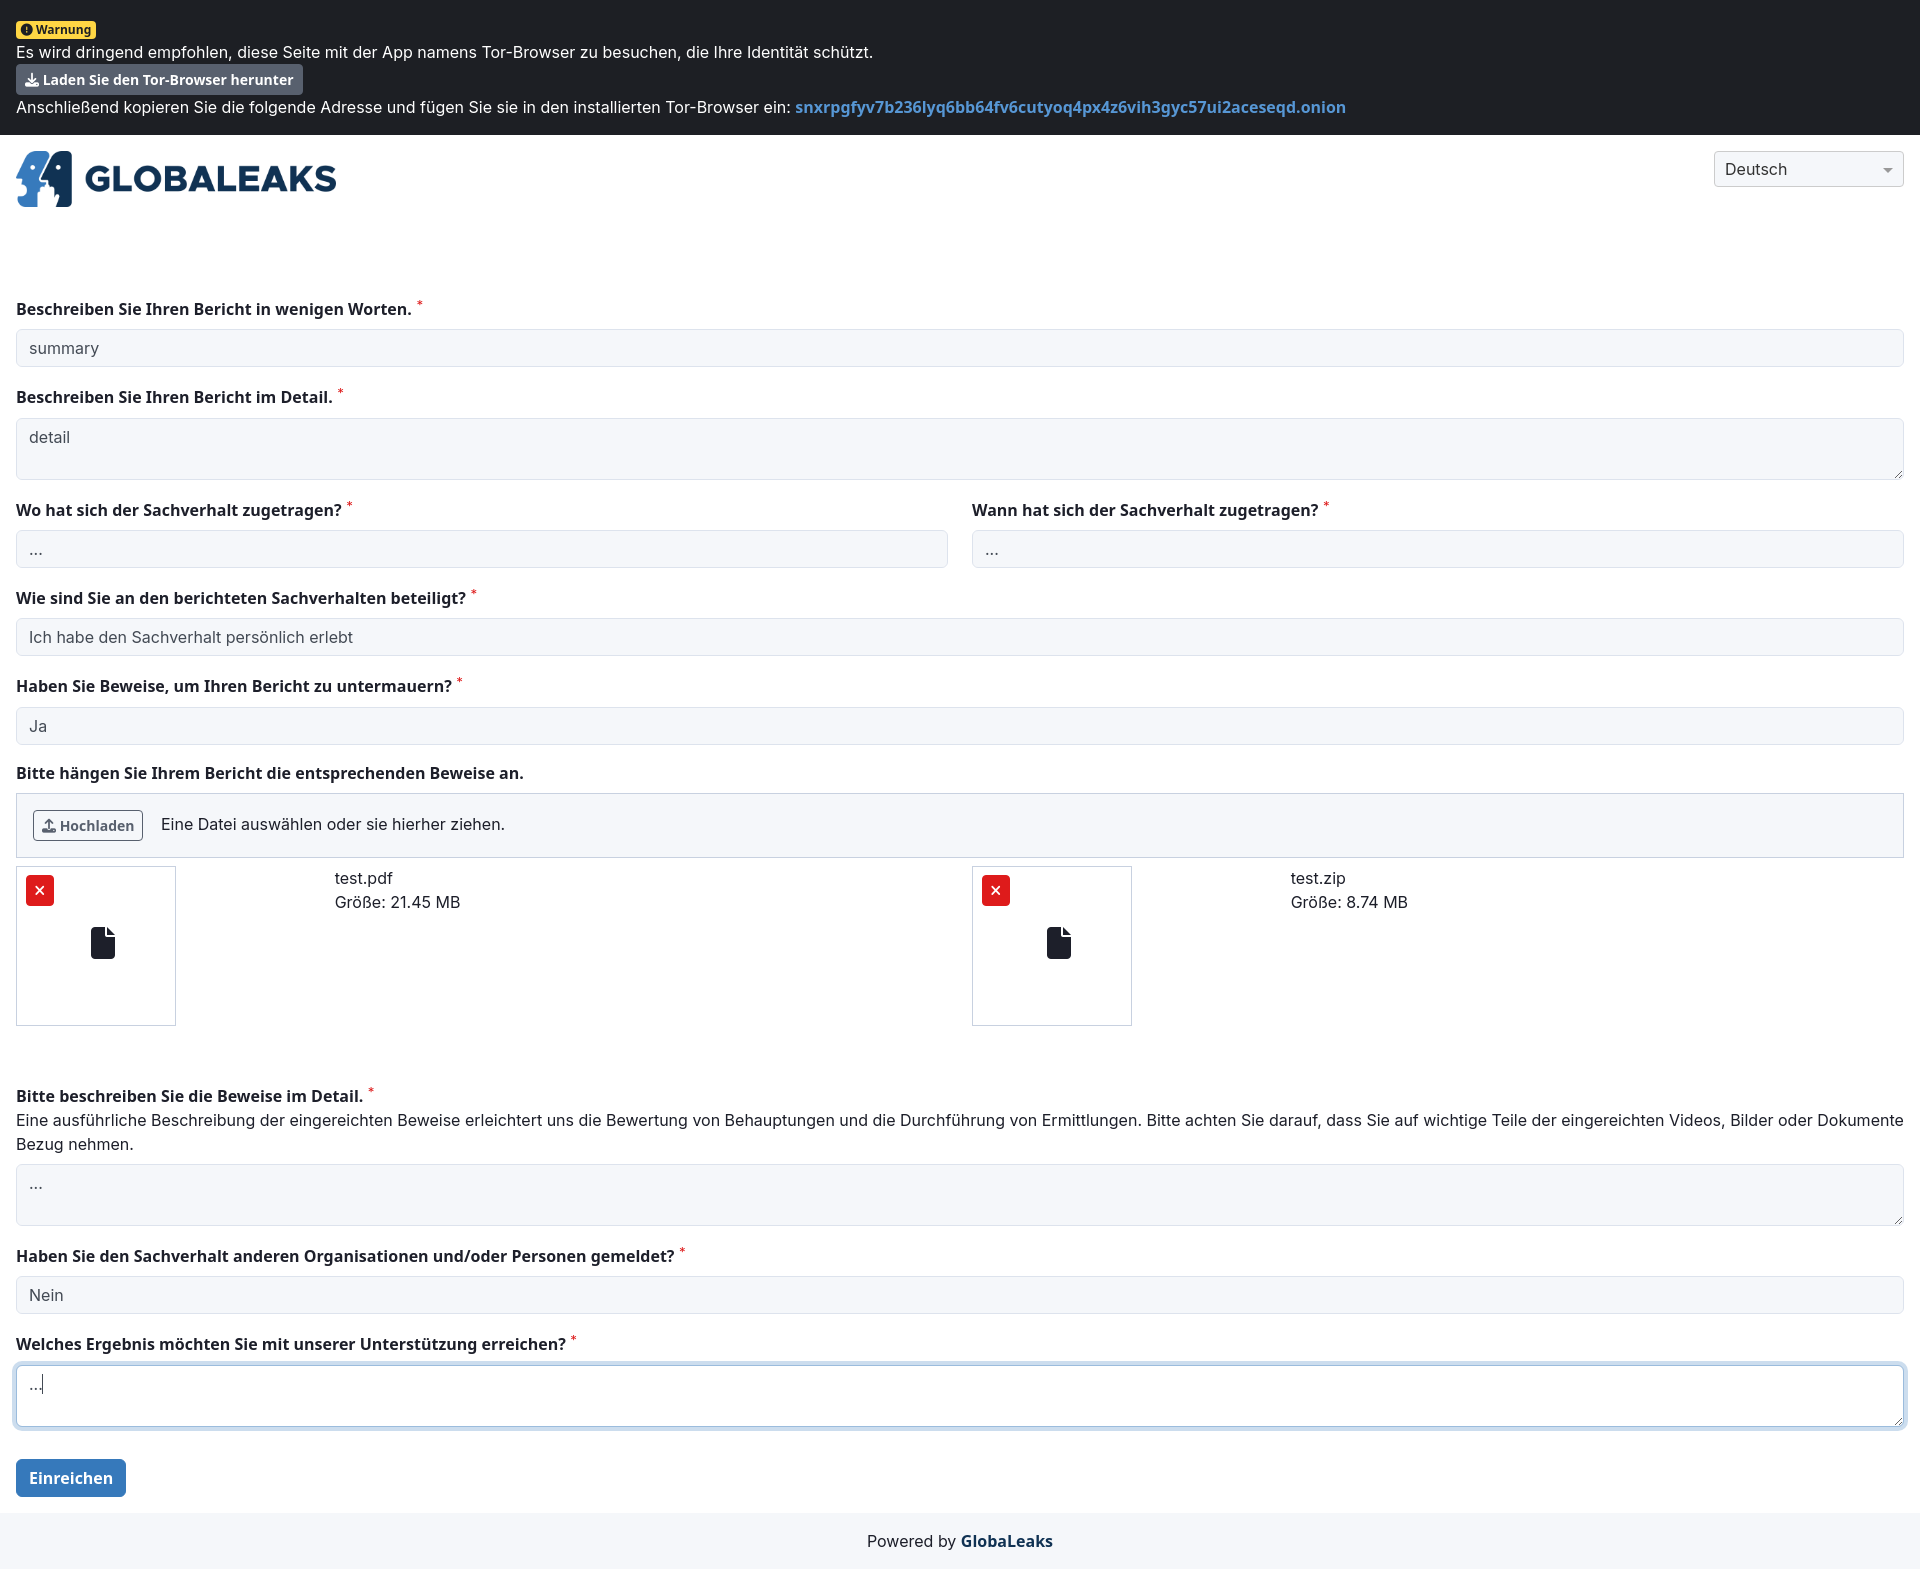 Warnung
Es wird dringend empfohlen, diese Seite mit der App namens Tor-Browser zu besuchen, die Ihre Identität schützt.
Laden Sie den Tor-Browser herunter
Anschließend kopieren Sie die folgende Adresse und fügen Sie sie in den installierten Tor-Browser ein: snxrpgfyv7b236lyq6bb64fv6cutyoq4px4z6vih3gyc57ui2aceseqd.onion
GLOBALEAKS
Deutsch
Beschreiben Sie Ihren Bericht in wenigen Worten. *
summary
Beschreiben Sie Ihren Bericht im Detail. *
detail
Wo hat sich der Sachverhalt zugetragen? *
...
Wann hat sich der Sachverhalt zugetragen? *
...
Wie sind Sie an den berichteten Sachverhalten beteiligt? *
Ich habe den Sachverhalt persönlich erlebt
Haben Sie Beweise, um Ihren Bericht zu untermauern? *
Ja
Bitte hängen Sie Ihrem Bericht die entsprechenden Beweise an.
Hochladen
Eine Datei auswählen oder sie hierher ziehen.
test.pdf
Größe: 21.45 MB
test.zip
Größe: 8.74 MB
Bitte beschreiben Sie die Beweise im Detail. *
Eine ausführliche Beschreibung der eingereichten Beweise erleichtert uns die Bewertung von Behauptungen und die Durchführung von Ermittlungen. Bitte achten Sie darauf, dass Sie auf wichtige Teile der eingereichten Videos, Bilder oder Dokumente
Bezug nehmen.
...
Haben Sie den Sachverhalt anderen Organisationen und/oder Personen gemeldet? *
Nein
Welches Ergebnis möchten Sie mit unserer Unterstützung erreichen? *
...
Einreichen
Powered by GlobaLeaks